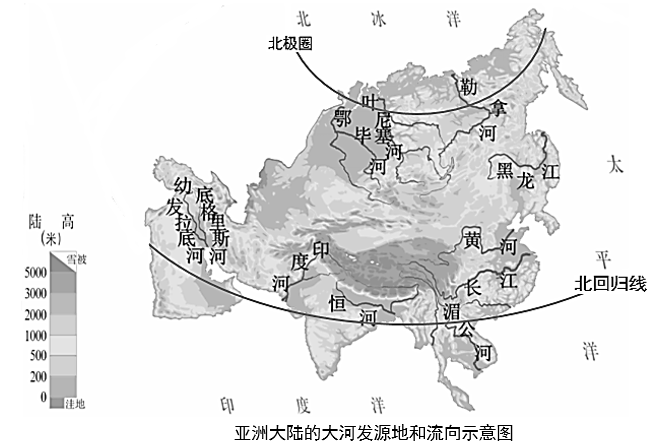 北冰洋
北极圈
勒拿河
叶尼塞河
鄂毕河
黑龙江
太平洋
幼发拉底河
底格里斯河
陆高
(米)
雪被
5000
3000
2000
1000
500
200
0
洼地
印度河
黄河
长江
北回归线
恒河
湄公河
印度洋
亚洲大陆的大河发源地和流向示意图